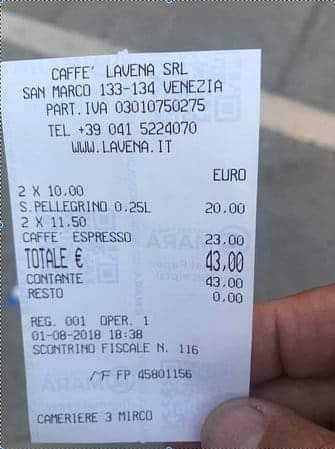 CAFFE' LAVENA SRL
SAN MARCO 133-134 VENEZIA
PART.IVA 03010750275
TEL +39 041 5224070
WWW.LAVENA.IT
EURO
2 X 10.00
S.PELLEGRINO 0.25L 20.00
2 X 11.50
CAFFE' ESPRESSO 23.00
TOTALE € 43.00
CONTANTE 43.00
RESTO 0.00
REG. 001 OPER. 1
01-08-2018 18:38
SCONTRINO FISCALE N. 116
MF FP 45801156
CAMERIERE 3 MIRCO